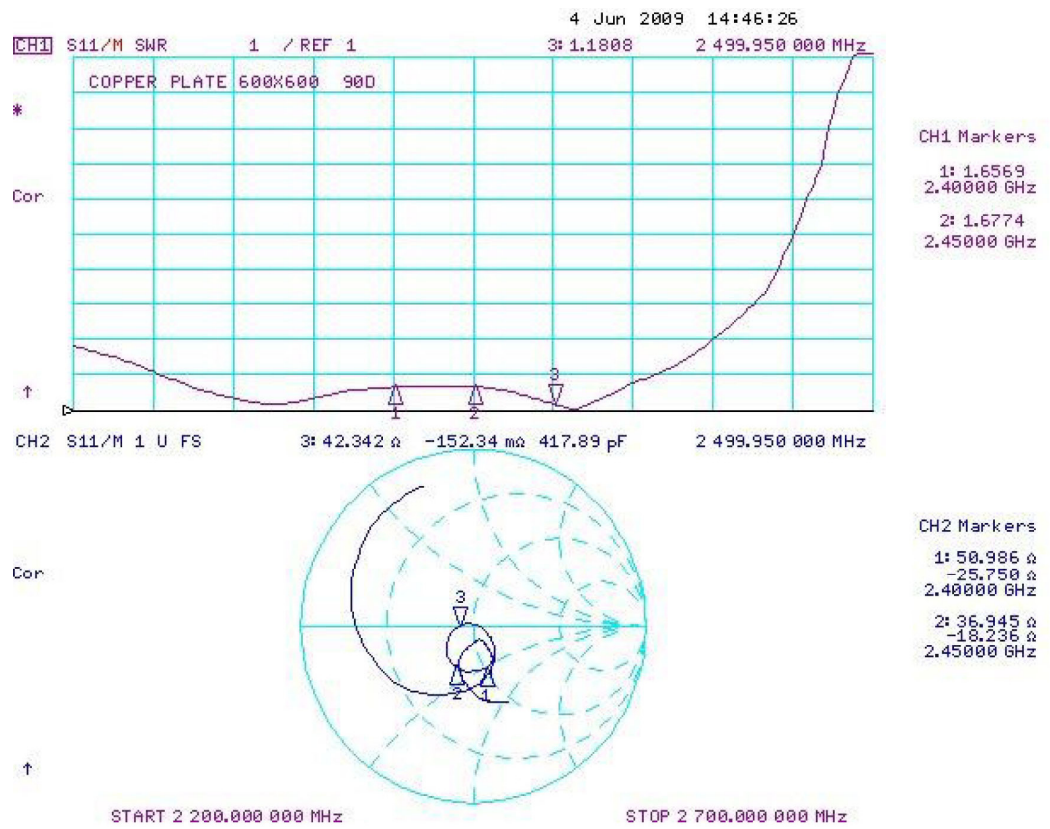 4 Jun 2009 14:46:26
CH1 S11/M SWR 1 / REF 1 3: 1.1808 2 499.950 000 MHz
COPPER PLATE 600X600 90D
*
CH1 Markers
1: 1.6569
2.40000 GHz
Cor
2: 1.6774
2.45000 GHz
3
↑
1 2
CH2 S11/M 1 U FS 3: 42.342 Ω -152.34 mΩ 417.89 pF 2 499.950 000 MHz
CH2 Markers
1: 50.986 Ω
-25.750 Ω
2.40000 GHz
Cor
3
2: 36.945 Ω
-18.236 Ω
2.45000 GHz
2 1
↑
START 2 200.000 000 MHz STOP 2 700.000 000 MHz